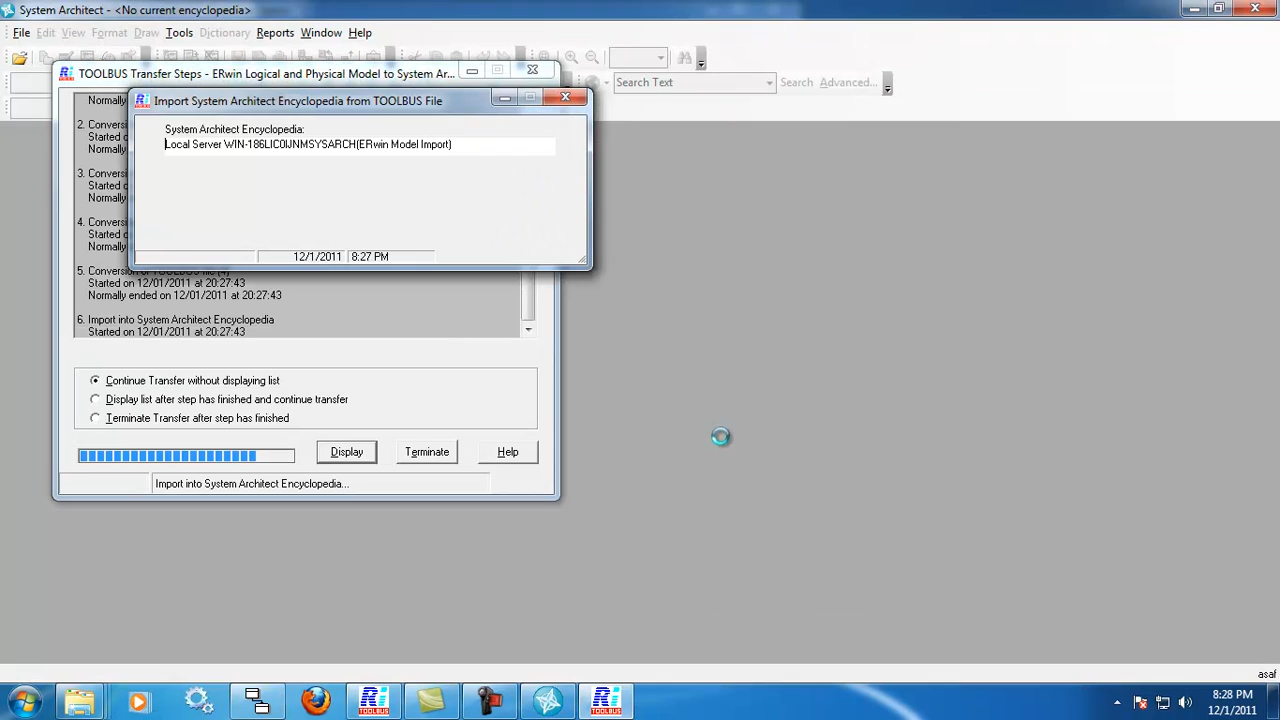 System Architect - <No current encyclopedia>
File Edit View Format Draw Tools Dictionary Reports Window Help
Search Text
Search Advanced...
TOOLBUS Transfer Steps - ERwin Logical and Physical Model to System Ar...
Import System Architect Encyclopedia from TOOLBUS File
System Architect Encyclopedia:
Local Server WIN-186LIC0IJNMSYSARCH(ERwin Model Import)
12/1/2011 8:27 PM
Normally
2. Conversi
Started o
Normally
3. Conversi
Started o
Normally
4. Conversi
Started o
Normally
5. Conversion of TOOLBUS file (4)
Started on 12/01/2011 at 20:27:43
Normally ended on 12/01/2011 at 20:27:43
6. Import into System Architect Encyclopedia
Started on 12/01/2011 at 20:27:43
Continue Transfer without displaying list
Display list after step has finished and continue transfer
Terminate Transfer after step has finished
Display Terminate Help
Import into System Architect Encyclopedia...
asaf
8:28 PM
12/1/2011